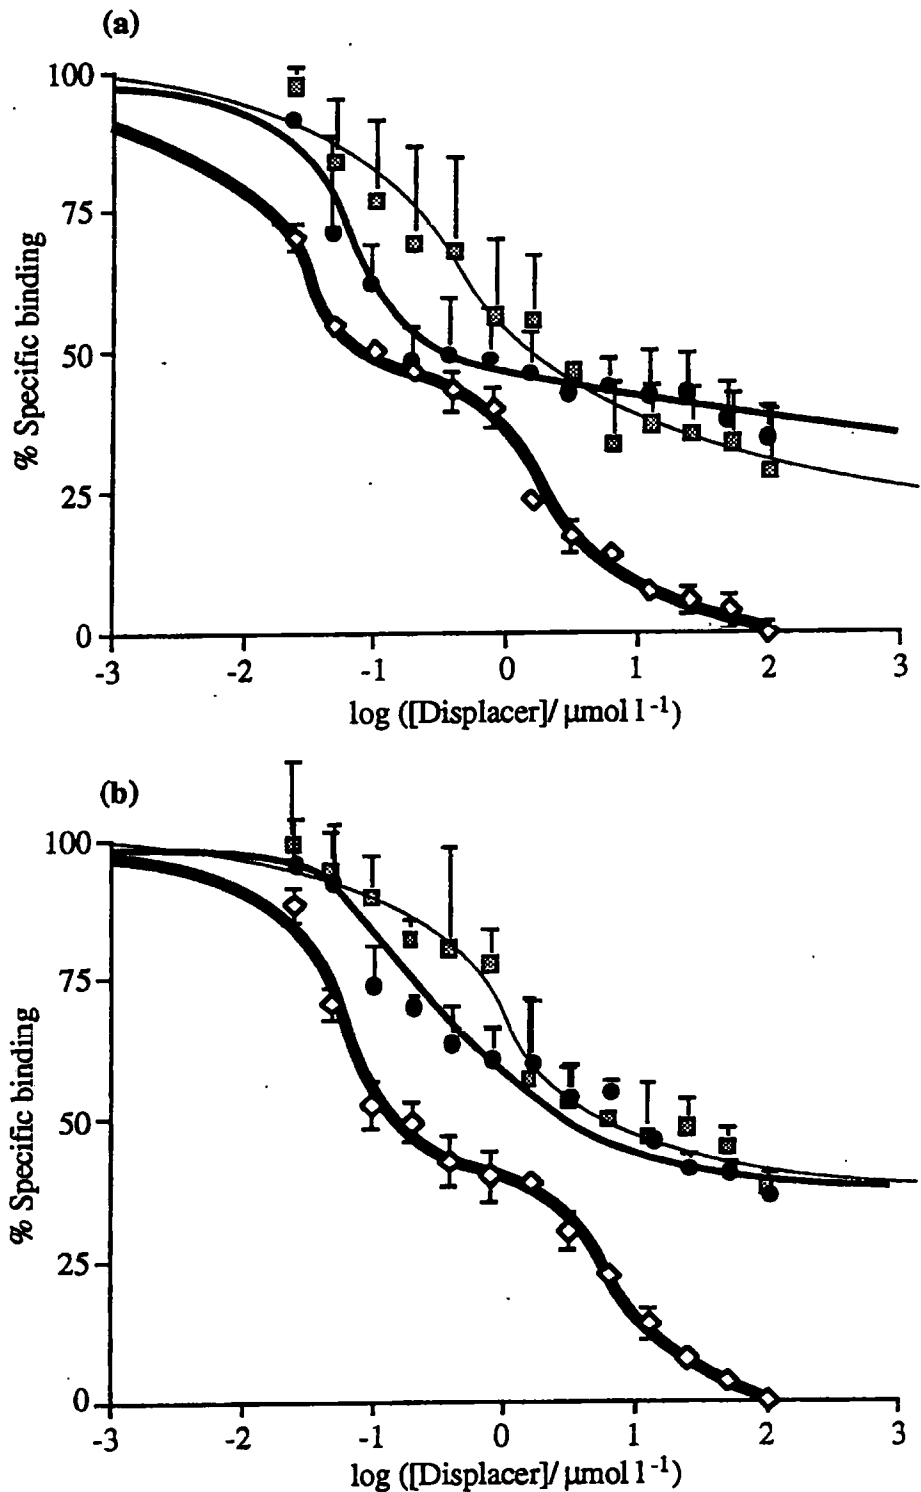 (a)
100
75
50
25
0
% Specific binding
-3 -2 -1 0 1 2 3
log ([Displacer]/ μmol l⁻¹)
(b)
100
75
50
25
0
% Specific binding
-3 -2 -1 0 1 2 3
log ([Displacer]/ μmol l⁻¹)